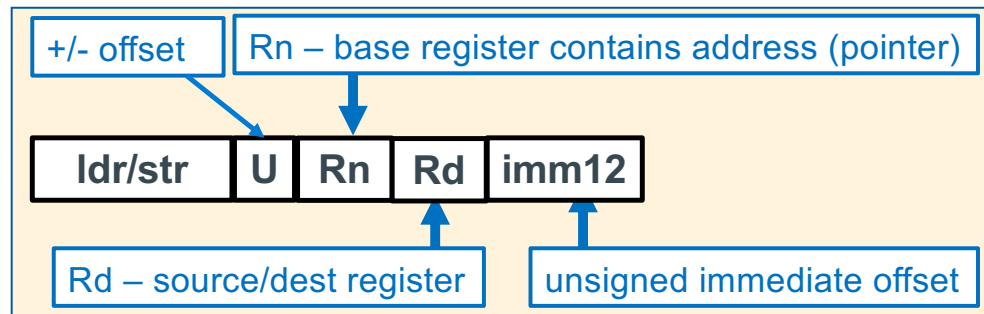 +/- offset
Rn – base register contains address (pointer)
ldr/str U Rn Rd imm12
Rd – source/dest register
unsigned immediate offset